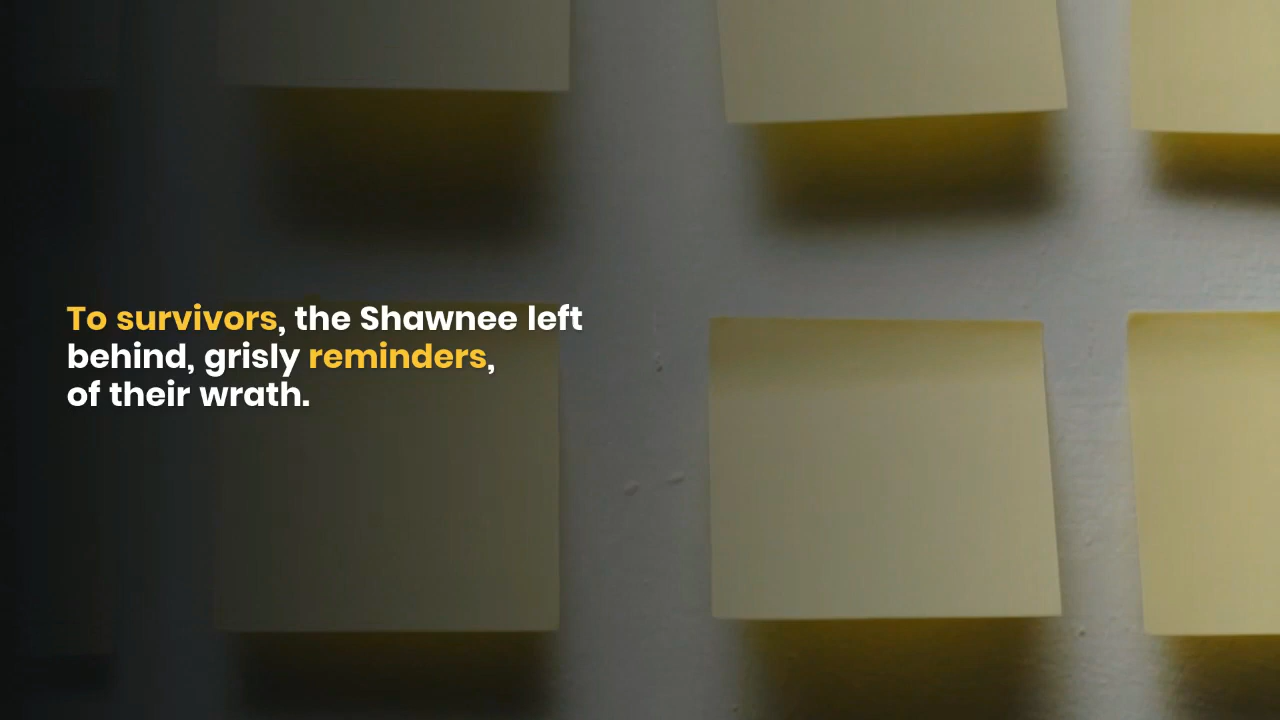 To survivors, the Shawnee left
behind, grisly reminders,
of their wrath.